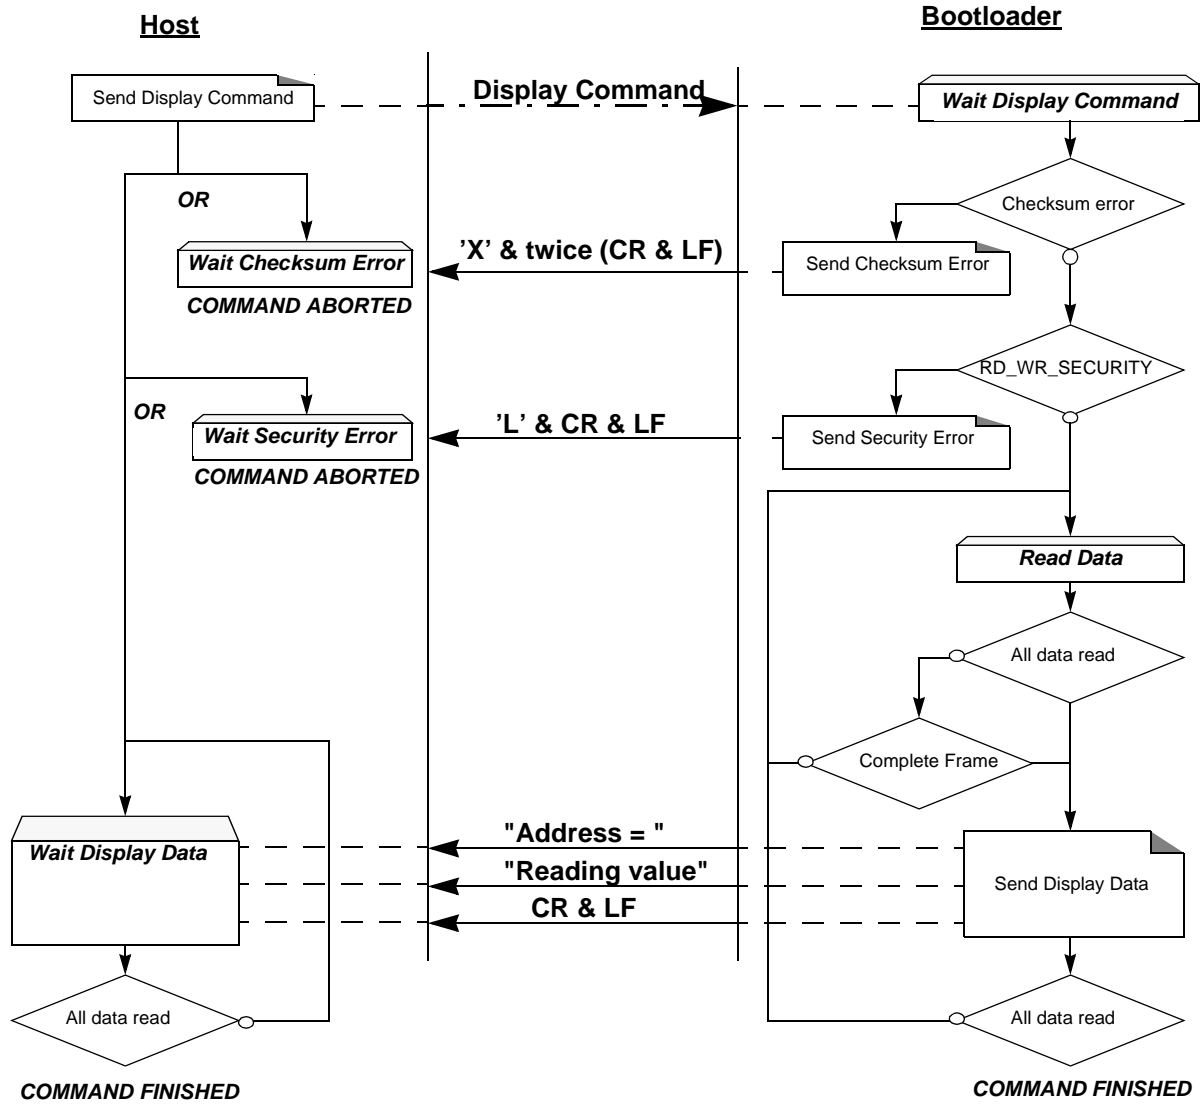 Host
Bootloader
Send Display Command
Display Command
Wait Display Command
OR
Checksum error
Wait Checksum Error
’X’ & twice (CR & LF)
Send Checksum Error
COMMAND ABORTED
RD_WR_SECURITY
OR
Wait Security Error
’L’ & CR & LF
Send Security Error
COMMAND ABORTED
Read Data
All data read
Complete Frame
Wait Display Data
"Address = "
"Reading value"
CR & LF
Send Display Data
All data read
All data read
COMMAND FINISHED
COMMAND FINISHED